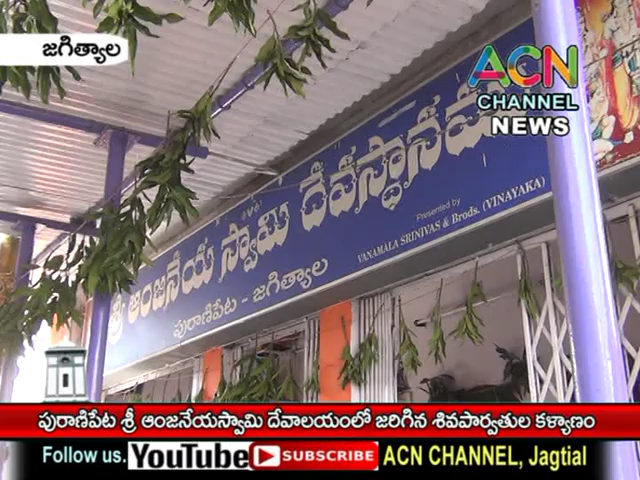 జగిత్యాల
ACN
CHANNEL
NEWS
శ్రీ ఆంజనేయ స్వామి దేవస్థానము
Presented by
VANAMALA SRINIVAS & Brods. (VINAYAKA)
పురాణిపేట - జగిత్యాల
పురాణిపేట శ్రీ ఆంజనేయస్వామి దేవాలయంలో జరిగిన శివపార్వతుల కళ్యాణం
Follow us. YouTube SUBSCRIBE ACN CHANNEL, Jagtial